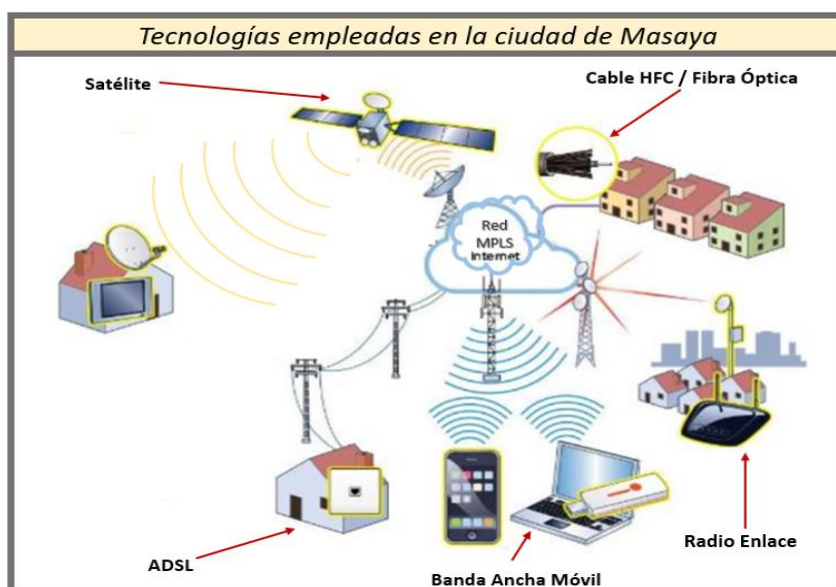 Tecnologías empleadas en la ciudad de Masaya
Satélite
Cable HFC / Fibra Óptica
Red
MPLS
Internet
Radio Enlace
ADSL
Banda Ancha Móvil